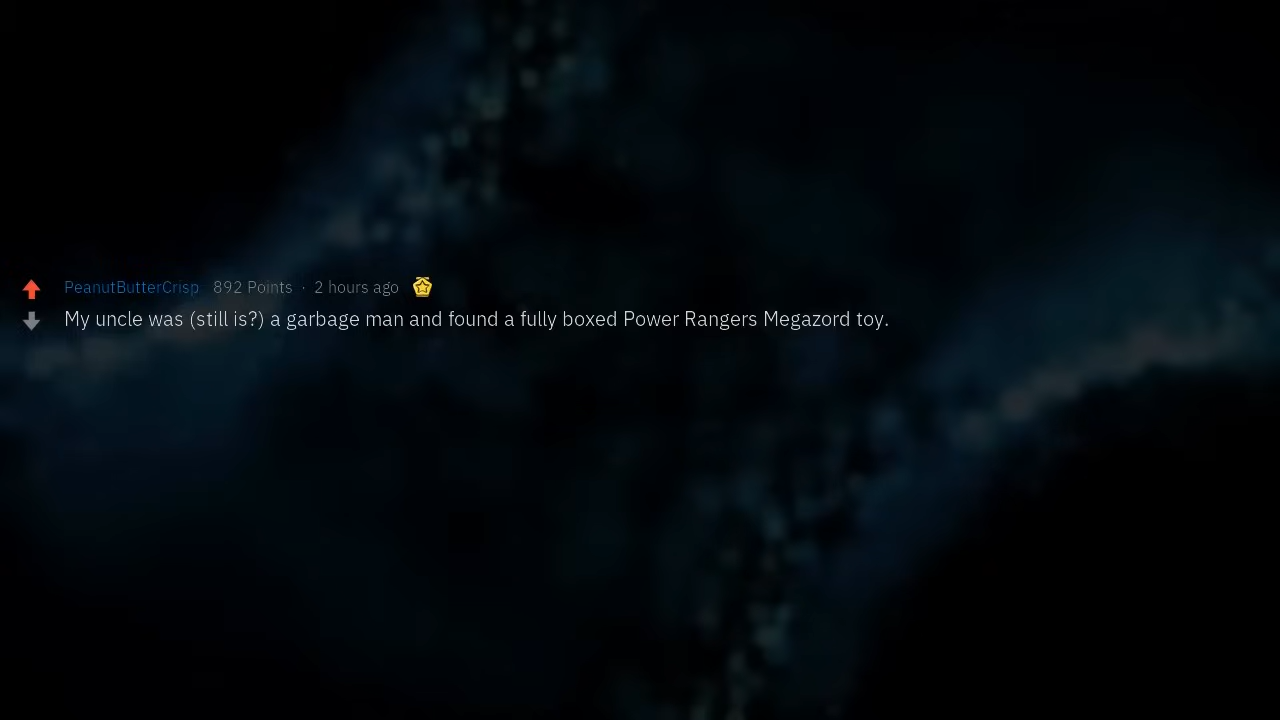 PeanutButterCrisp 892 Points · 2 hours ago
My uncle was (still is?) a garbage man and found a fully boxed Power Rangers Megazord toy.